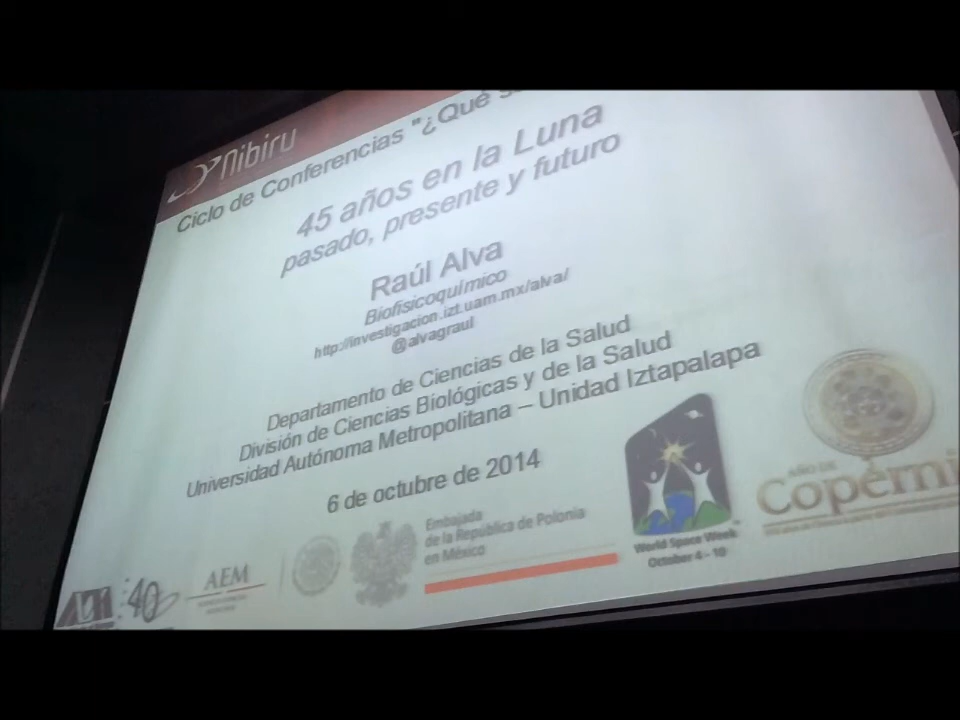 Nibiru
Ciclo de Conferencias "¿Qué
45 años en la Luna
pasado, presente y futuro
Raúl Alva
Biofisicoquímico
http://investigacion.izt.uam.mx/alva/
@alvagraul
Departamento de Ciencias de la Salud
División de Ciencias Biológicas y de la Salud
Universidad Autónoma Metropolitana – Unidad Iztapalapa
6 de octubre de 2014
40
AEM
Embajada
de la República de Polonia
en México
World Space Week
October 4 - 10
AÑO DE
Copérni